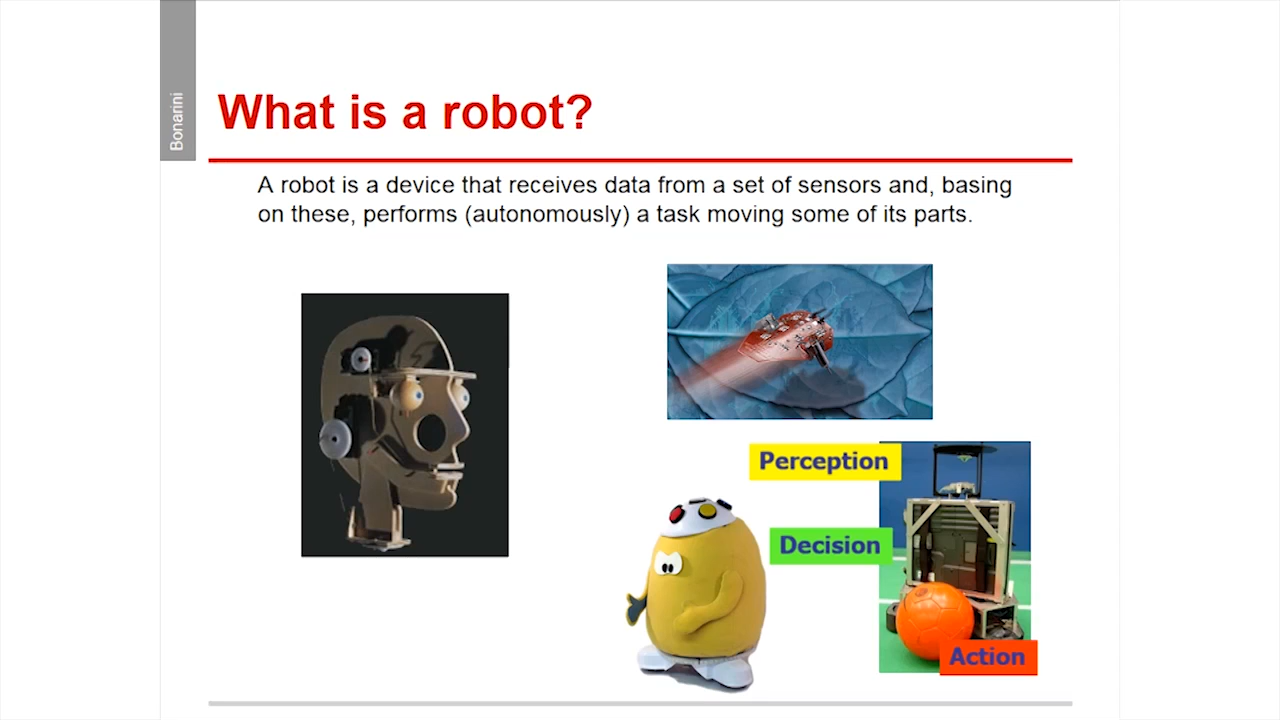 Bonarini
What is a robot?
A robot is a device that receives data from a set of sensors and, basing
on these, performs (autonomously) a task moving some of its parts.
Perception
Decision
Action